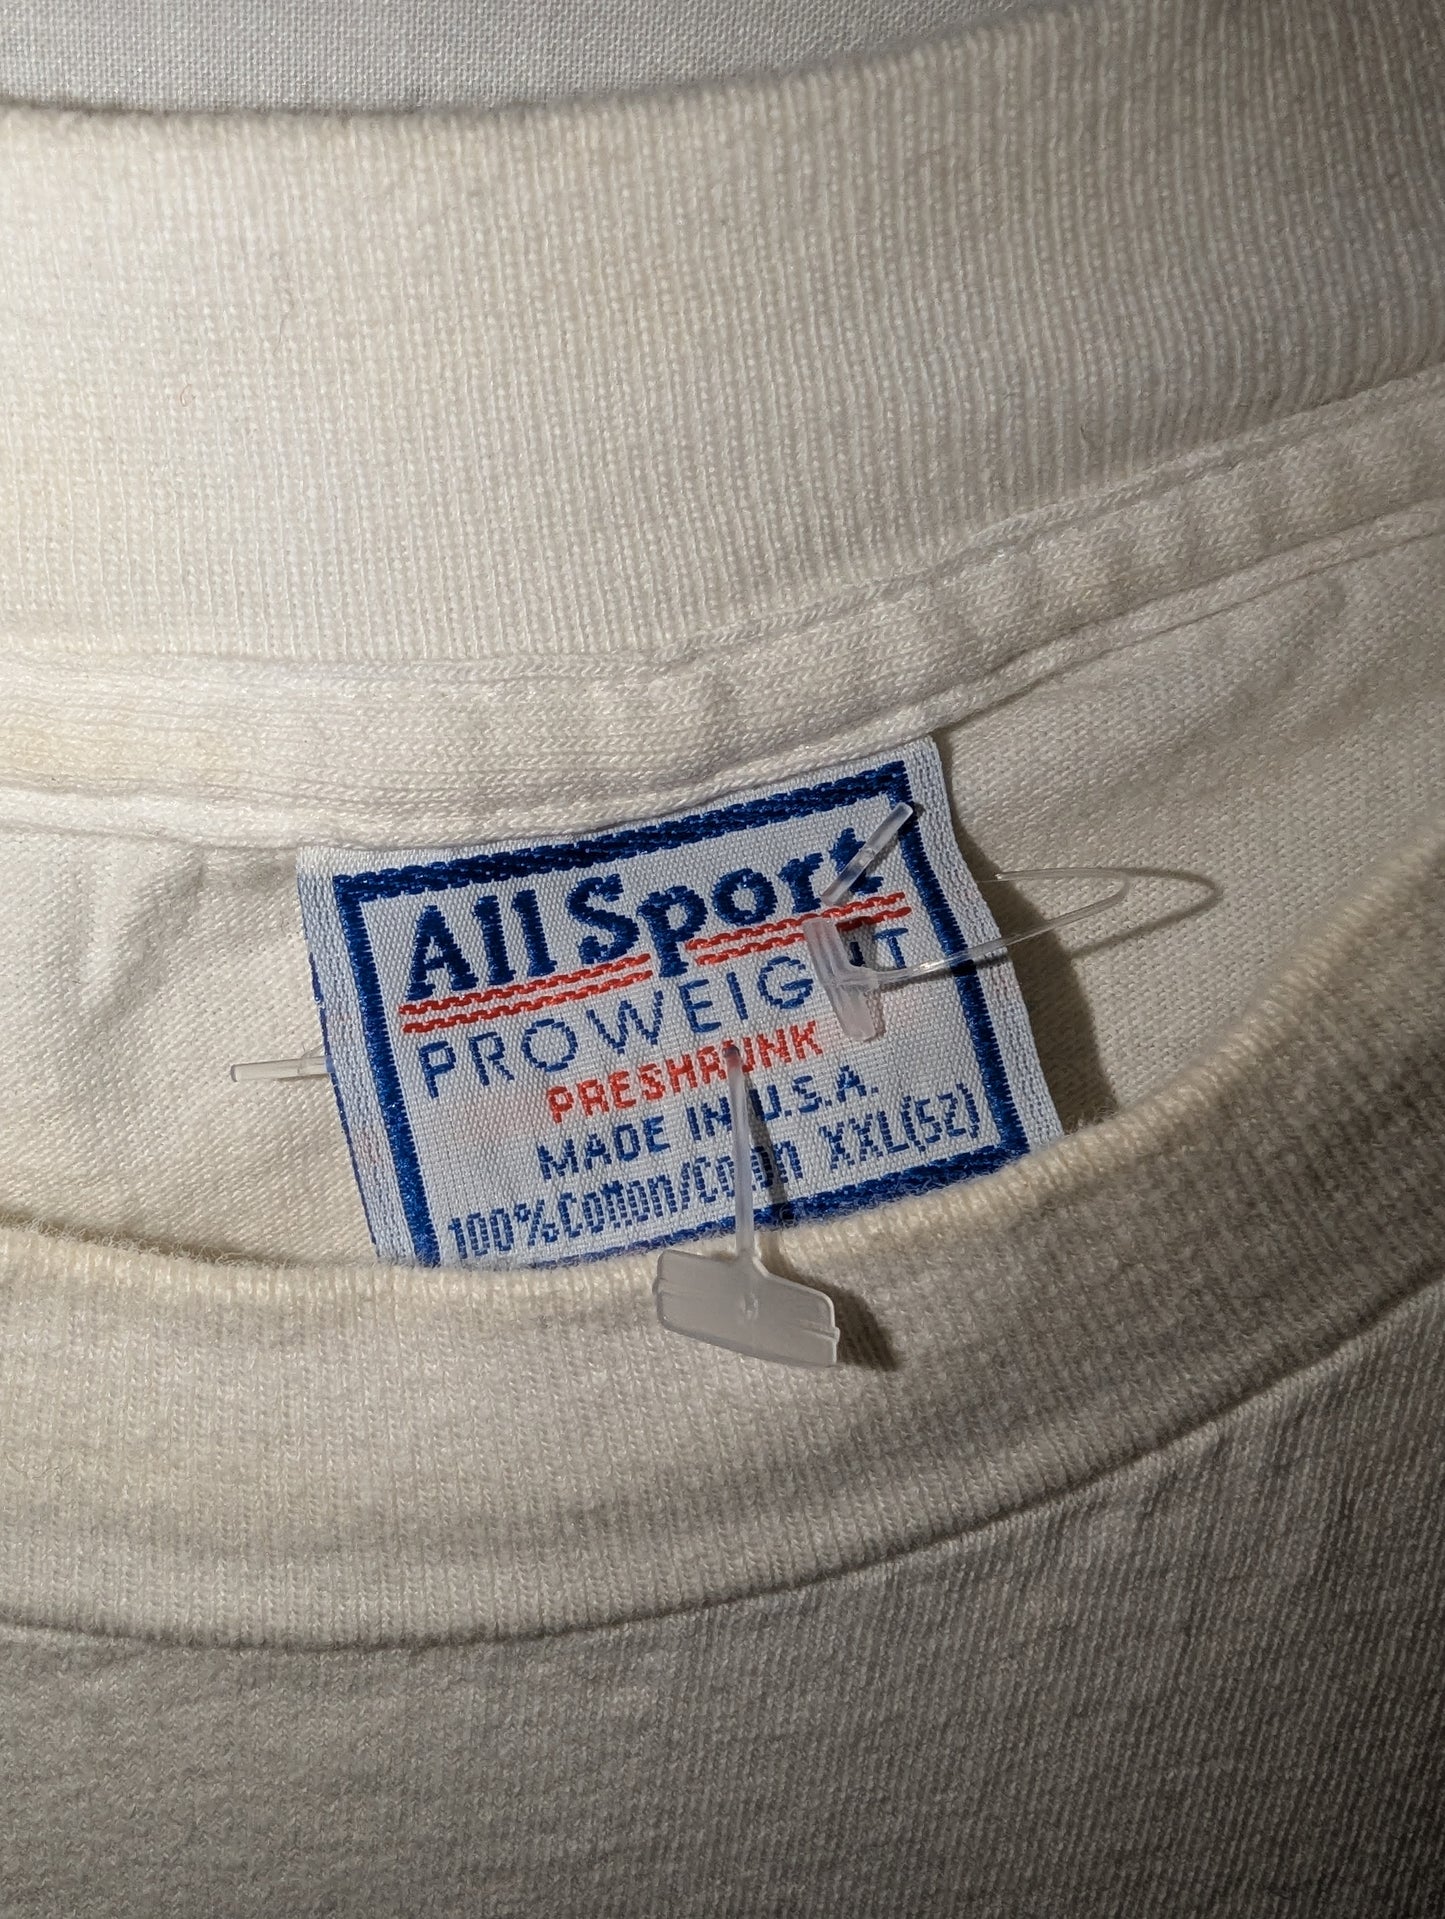 All Sport
PROWEIGHT
PRESHRUNK
MADE IN U.S.A.
100% Cotton/Coton XXL(52)